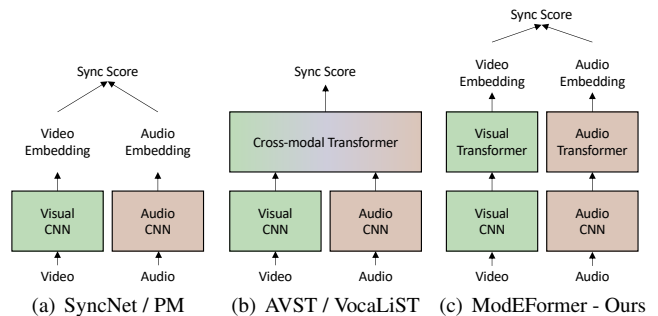 Sync Score
Video
Embedding
Audio
Embedding
Visual
CNN
Audio
CNN
Video
Audio
(a) SyncNet / PM
Sync Score
Cross-modal Transformer
Visual
CNN
Audio
CNN
Video
Audio
(b) AVST / VocaLiST
Sync Score
Video
Embedding
Audio
Embedding
Visual
Transformer
Audio
Transformer
Visual
CNN
Audio
CNN
Video
Audio
(c) ModEFormer - Ours